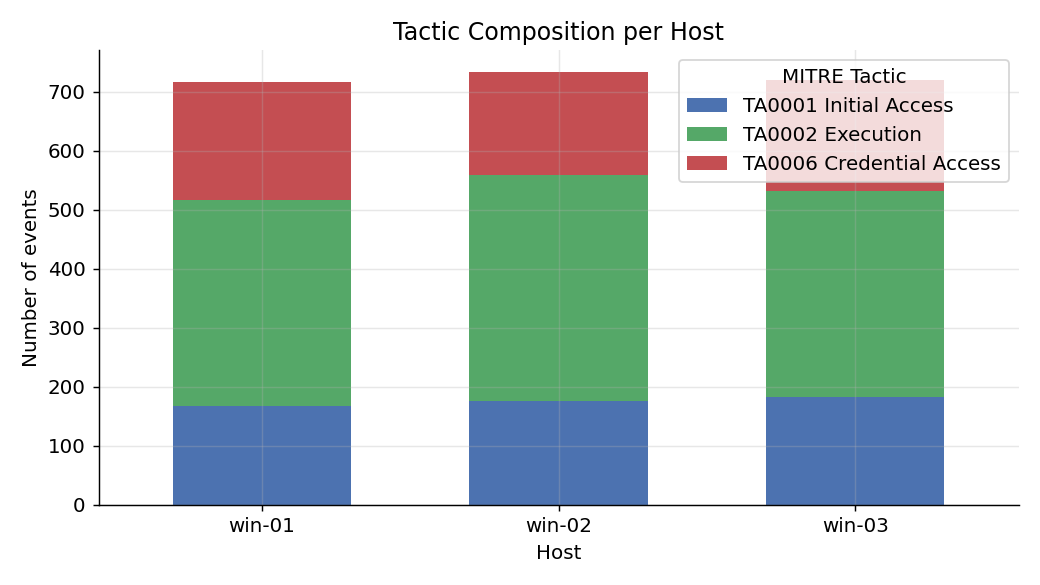 Tactic Composition per Host
MITRE Tactic
TA0001 Initial Access
TA0002 Execution
TA0006 Credential Access
Number of events
700
600
500
400
300
200
100
0
win-01
win-02
win-03
Host